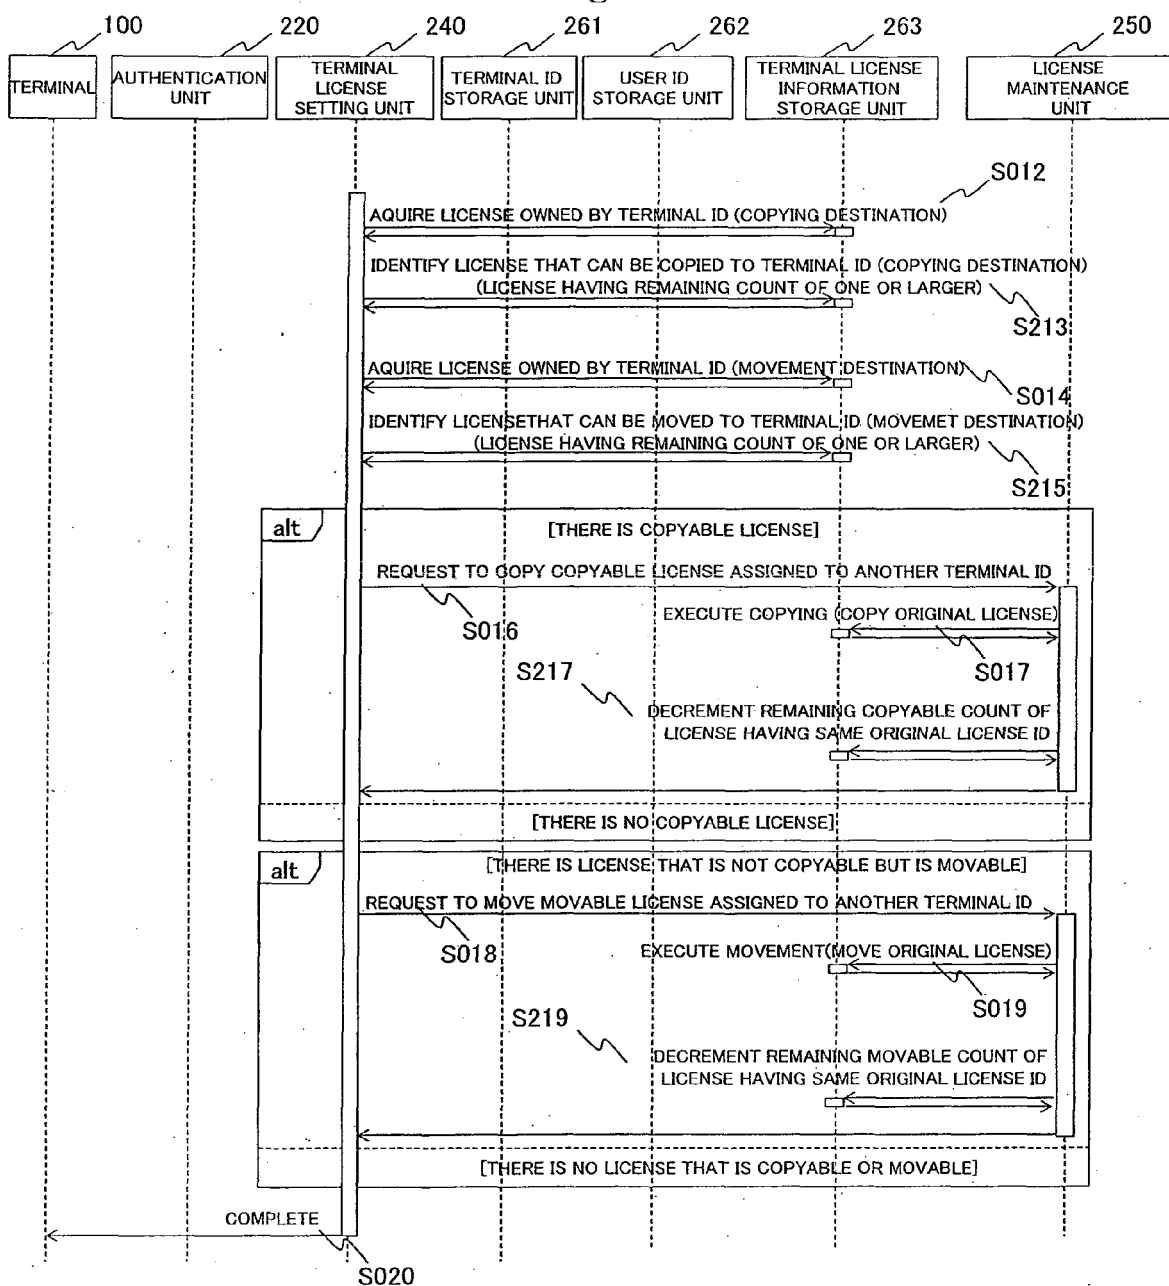 100
220
240
261
262
263
250
TERMINAL
AUTHENTICATION
UNIT
TERMINAL
LICENSE
SETTING UNIT
TERMINAL ID
STORAGE UNIT
USER ID
STORAGE UNIT
TERMINAL LICENSE
INFORMATION
STORAGE UNIT
LICENSE
MAINTENANCE
UNIT
S012
AQUIRE LICENSE OWNED BY TERMINAL ID (COPYING DESTINATION)
IDENTIFY LICENSE THAT CAN BE COPIED TO TERMINAL ID (COPYING DESTINATION)
(LICENSE HAVING REMAINING COUNT OF ONE OR LARGER)
S213
AQUIRE LICENSE OWNED BY TERMINAL ID (MOVEMENT DESTINATION)
S014
IDENTIFY LICENSETHAT CAN BE MOVED TO TERMINAL ID (MOVEMET DESTINATION)
(LICENSE HAVING REMAINING COUNT OF ONE OR LARGER)
S215
alt
[THERE IS COPYABLE LICENSE]
REQUEST TO COPY COPYABLE LICENSE ASSIGNED TO ANOTHER TERMINAL ID
S016
EXECUTE COPYING (COPY ORIGINAL LICENSE)
S017
S217
DECREMENT REMAINING COPYABLE COUNT OF
LICENSE HAVING SAME ORIGINAL LICENSE ID
[THERE IS NO COPYABLE LICENSE]
alt
[THERE IS LICENSE THAT IS NOT COPYABLE BUT IS MOVABLE]
REQUEST TO MOVE MOVABLE LICENSE ASSIGNED TO ANOTHER TERMINAL ID
S018
EXECUTE MOVEMENT(MOVE ORIGINAL LICENSE)
S019
S219
DECREMENT REMAINING MOVABLE COUNT OF
LICENSE HAVING SAME ORIGINAL LICENSE ID
[THERE IS NO LICENSE THAT IS COPYABLE OR MOVABLE]
COMPLETE
S020